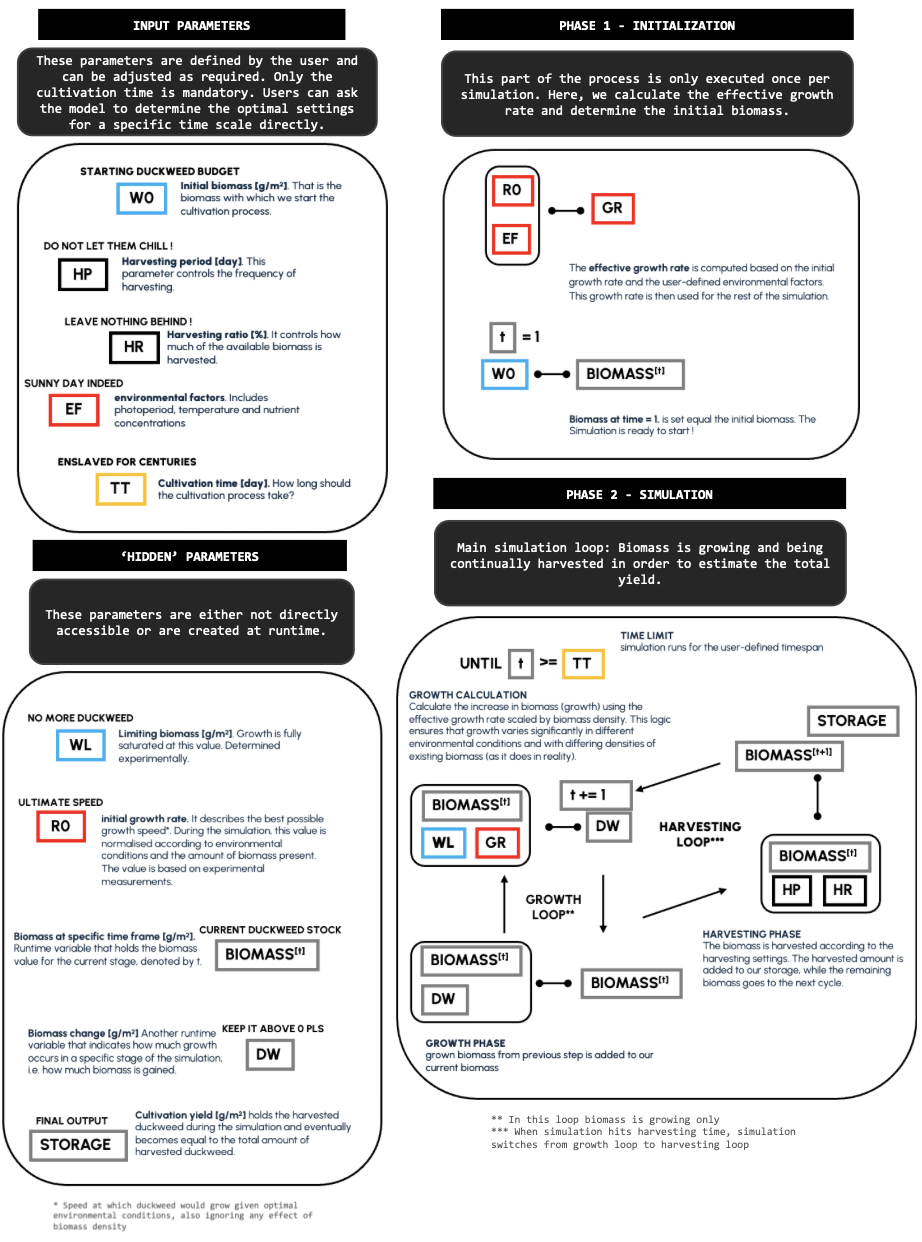 INPUT PARAMETERS
These parameters are defined by the user and
can be adjusted as required. Only the
cultivation time is mandatory. Users can ask
the model to determine the optimal settings
for a specific time scale directly.
STARTING DUCKWEED BUDGET
W0
Initial biomass [g/m²]. That is the
biomass with which we start the
cultivation process.
DO NOT LET THEM CHILL !
HP
Harvesting period [day]. This
parameter controls the frequency of
harvesting.
LEAVE NOTHING BEHIND !
HR
Harvesting ratio [%]. It controls how
much of the available biomass is
harvested.
SUNNY DAY INDEED
EF
environmental factors. Includes
photoperiod, temperature and nutrient
concentrations
ENSLAVED FOR CENTURIES
TT
Cultivation time [day]. How long should
the cultivation process take?
‘HIDDEN’ PARAMETERS
These parameters are either not directly
accessible or are created at runtime.
NO MORE DUCKWEED
WL
Limiting biomass [g/m²]. Growth is fully
saturated at this value. Determined
experimentally.
ULTIMATE SPEED
R0
initial growth rate. It describes the best possible
growth speed*. During the simulation, this value is
normalised according to environmental
conditions and the amount of biomass present.
The value is based on experimental
measurements.
Biomass at specific time frame [g/m²].
Runtime variable that holds the biomass
value for the current stage, denoted by t.
CURRENT DUCKWEED STOCK
BIOMASS[t]
Biomass change [g/m²] Another runtime
variable that indicates how much growth
occurs in a specific stage of the simulation,
i.e. how much biomass is gained.
KEEP IT ABOVE 0 PLS
DW
FINAL OUTPUT
STORAGE
Cultivation yield [g/m²] holds the harvested
duckweed during the simulation and eventually
becomes equal to the total amount of
harvested duckweed.
* Speed at which duckweed would grow given optimal
environmental conditions, also ignoring any effect of
biomass density
PHASE 1 - INITIALIZATION
This part of the process is only executed once per
simulation. Here, we calculate the effective growth
rate and determine the initial biomass.
R0
EF
GR
The effective growth rate is computed based on the initial
growth rate and the user-defined environmental factors.
This growth rate is then used for the rest of the simulation.
t = 1
W0
BIOMASS[t]
Biomass at time = 1. is set equal the initial biomass. The
Simulation is ready to start !
PHASE 2 - SIMULATION
Main simulation loop: Biomass is growing and being
continually harvested in order to estimate the total
yield.
TIME LIMIT
simulation runs for the user-defined timespan
UNTIL t >= TT
GROWTH CALCULATION
Calculate the increase in biomass (growth) using the
effective growth rate scaled by biomass density. This logic
ensures that growth varies significantly in different
environmental conditions and with differing densities of
existing biomass (as it does in reality).
STORAGE
BIOMASS[t+1]
BIOMASS[t]
WL
GR
t += 1
DW
HARVESTING
LOOP***
BIOMASS[t]
HP
HR
GROWTH
LOOP**
HARVESTING PHASE
The biomass is harvested according to the
harvesting settings. The harvested amount is
added to our storage, while the remaining
biomass goes to the next cycle.
BIOMASS[t]
DW
BIOMASS[t]
GROWTH PHASE
grown biomass from previous step is added to our
current biomass
** In this loop biomass is growing only
*** When simulation hits harvesting time, simulation
switches from growth loop to harvesting loop